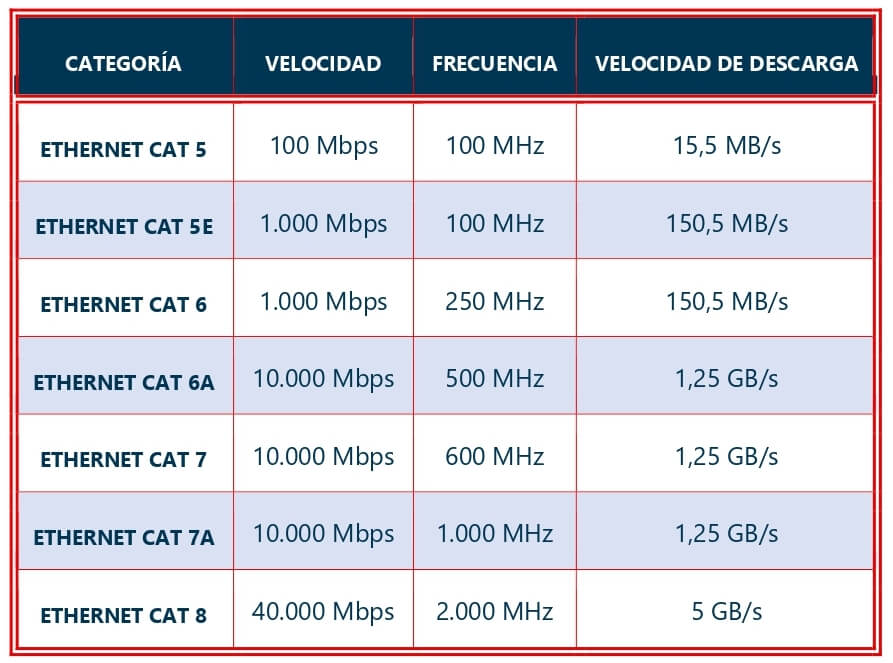 CATEGORÍA VELOCIDAD FRECUENCIA VELOCIDAD DE DESCARGA
ETHERNET CAT 5 100 Mbps 100 MHz 15,5 MB/s
ETHERNET CAT 5E 1.000 Mbps 100 MHz 150,5 MB/s
ETHERNET CAT 6 1.000 Mbps 250 MHz 150,5 MB/s
ETHERNET CAT 6A 10.000 Mbps 500 MHz 1,25 GB/s
ETHERNET CAT 7 10.000 Mbps 600 MHz 1,25 GB/s
ETHERNET CAT 7A 10.000 Mbps 1.000 MHz 1,25 GB/s
ETHERNET CAT 8 40.000 Mbps 2.000 MHz 5 GB/s